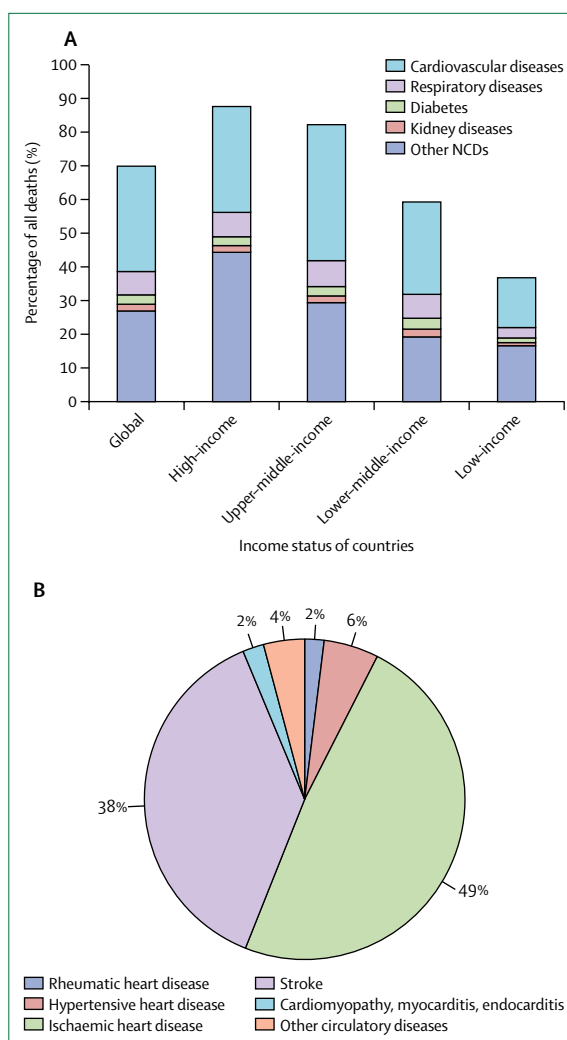 A
100
90
80
70
60
50
40
30
20
10
0
Percentage of all deaths (%)
Cardiovascular diseases
Respiratory diseases
Diabetes
Kidney diseases
Other NCDs
Global
High-income
Upper-middle-income
Lower-middle-income
Low-income
Income status of countries
B
2%
4%
2%
6%
38%
49%
Rheumatic heart disease
Hypertensive heart disease
Ischaemic heart disease
Stroke
Cardiomyopathy, myocarditis, endocarditis
Other circulatory diseases